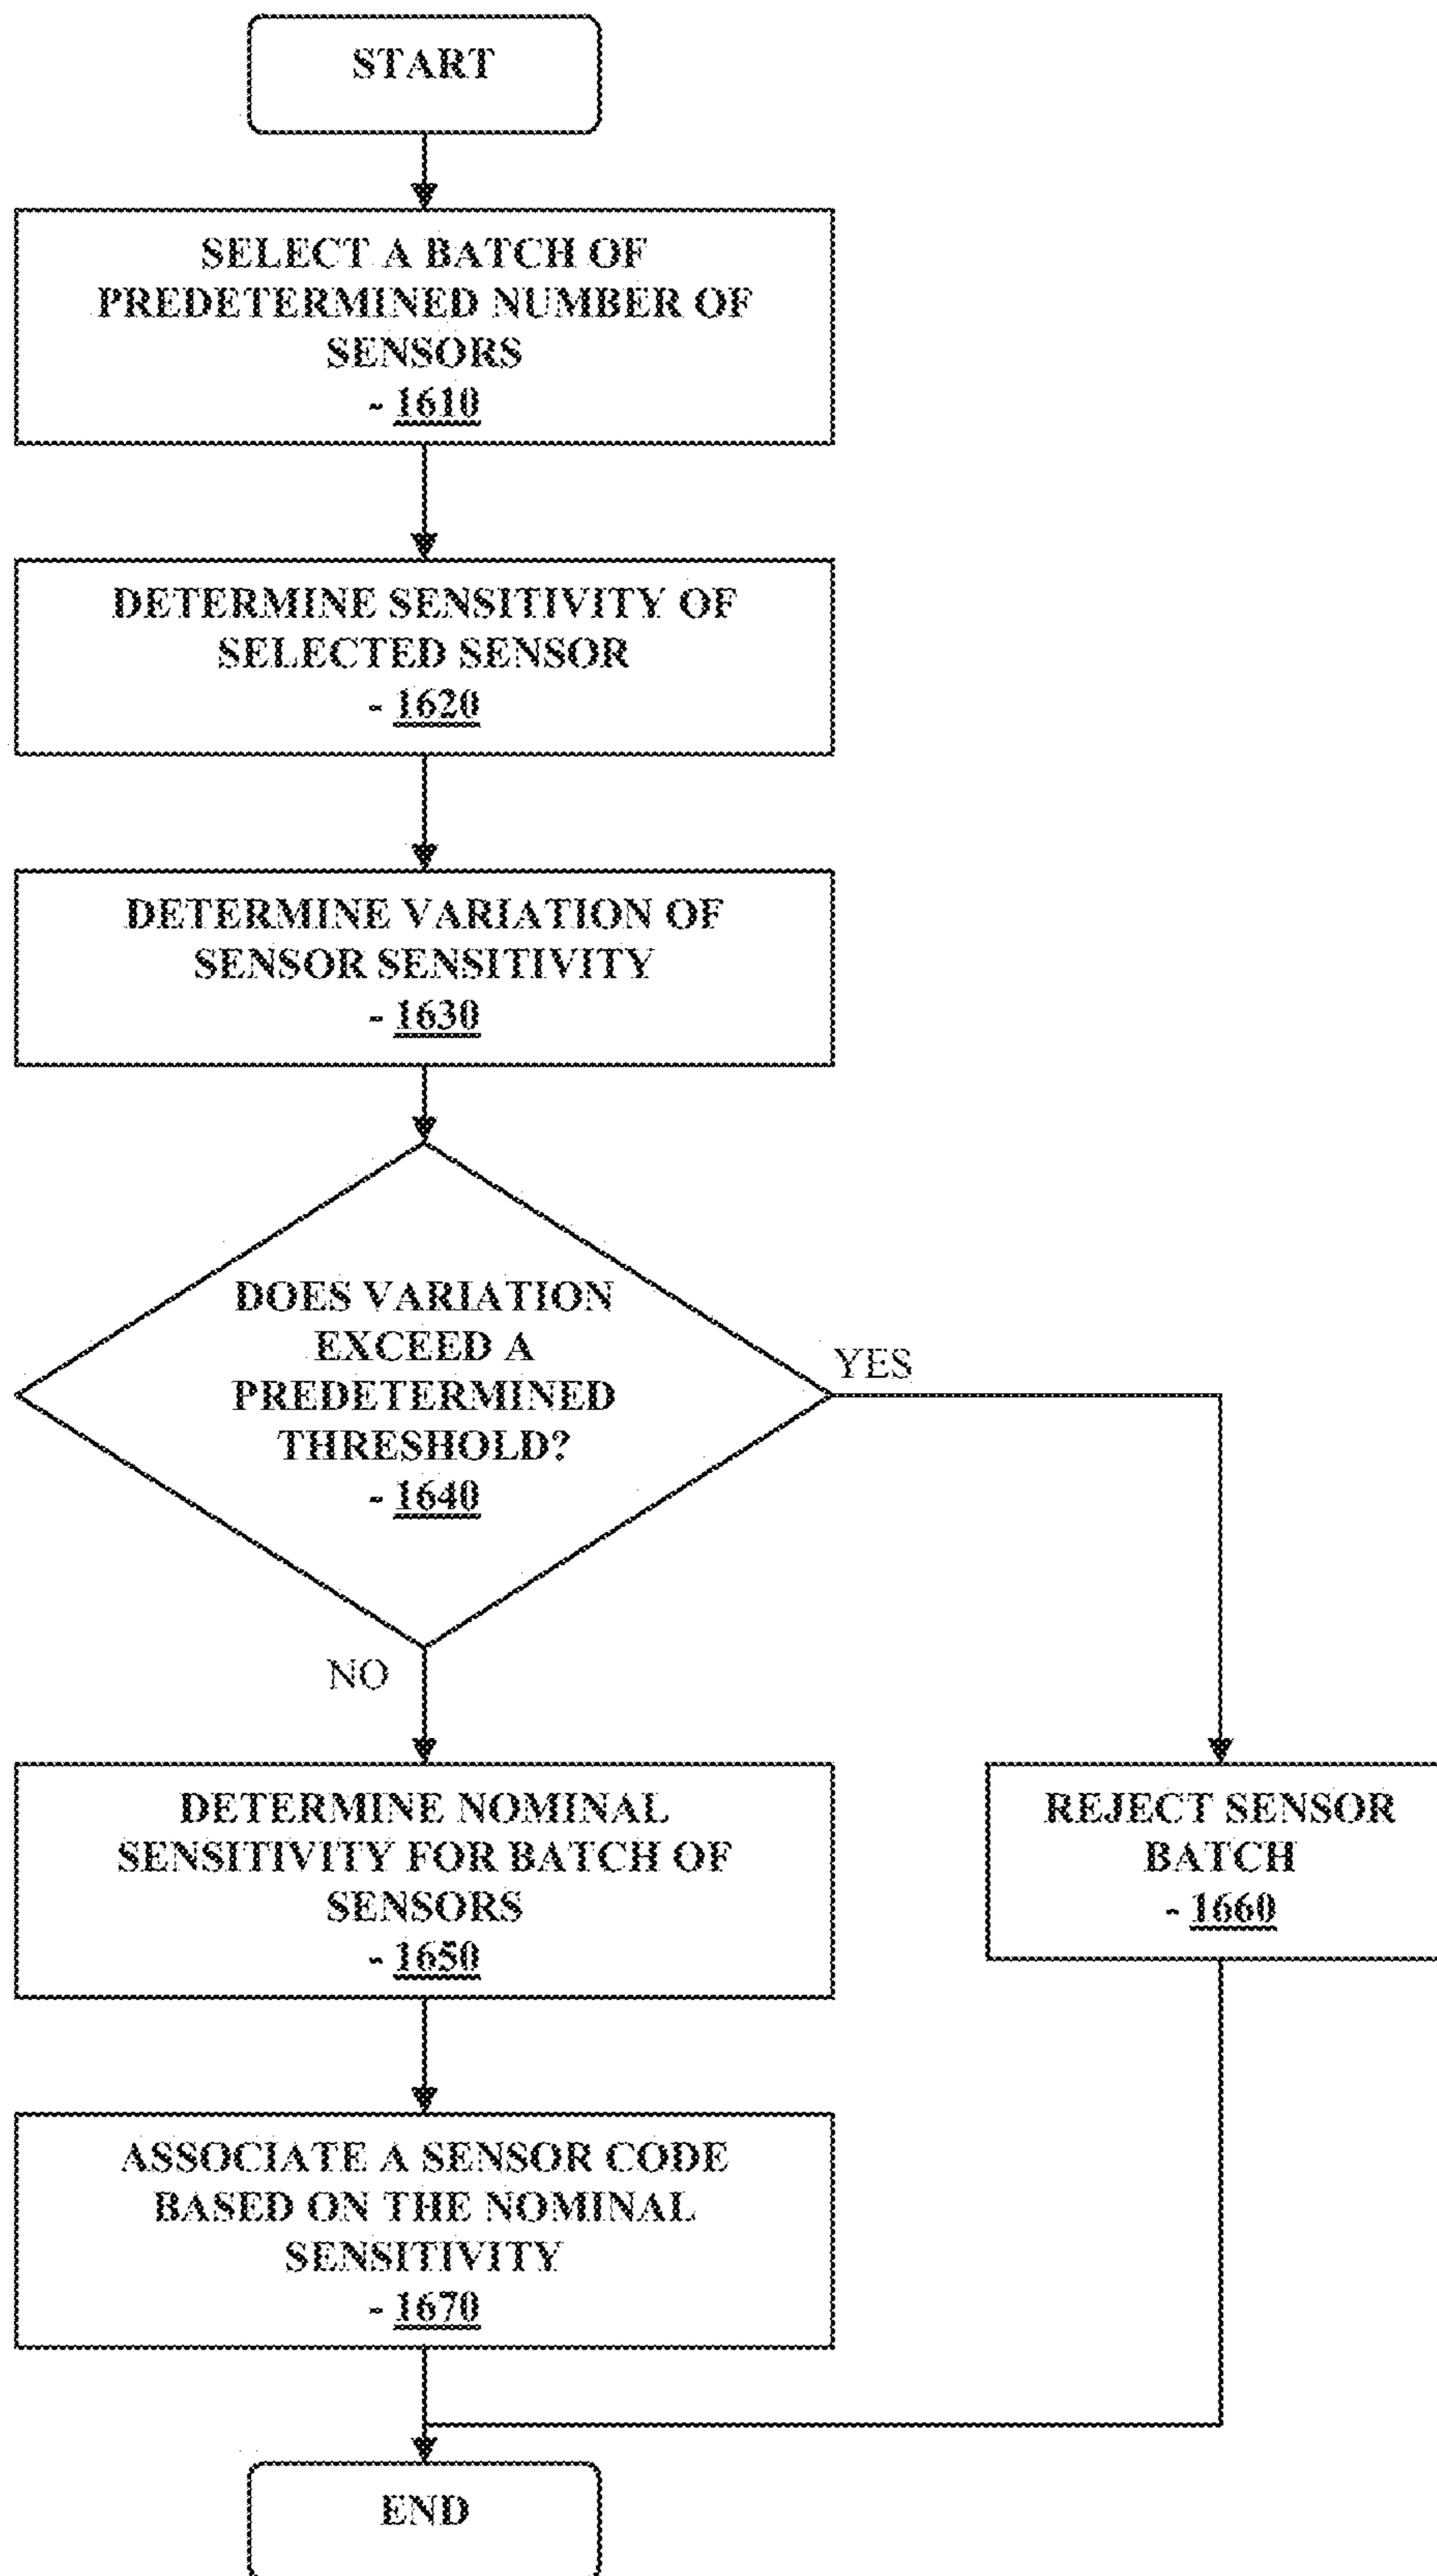 START
SELECT A BATCH OF
PREDETERMINED NUMBER OF
SENSORS
- 1610
DETERMINE SENSITIVITY OF
SELECTED SENSOR
- 1620
DETERMINE VARIATION OF
SENSOR SENSITIVITY
- 1630
DOES VARIATION
EXCEED A
PREDETERMINED
THRESHOLD?
- 1640
YES
NO
DETERMINE NOMINAL
SENSITIVITY FOR BATCH OF
SENSORS
- 1650
REJECT SENSOR
BATCH
- 1660
ASSOCIATE A SENSOR CODE
BASED ON THE NOMINAL
SENSITIVITY
- 1670
END